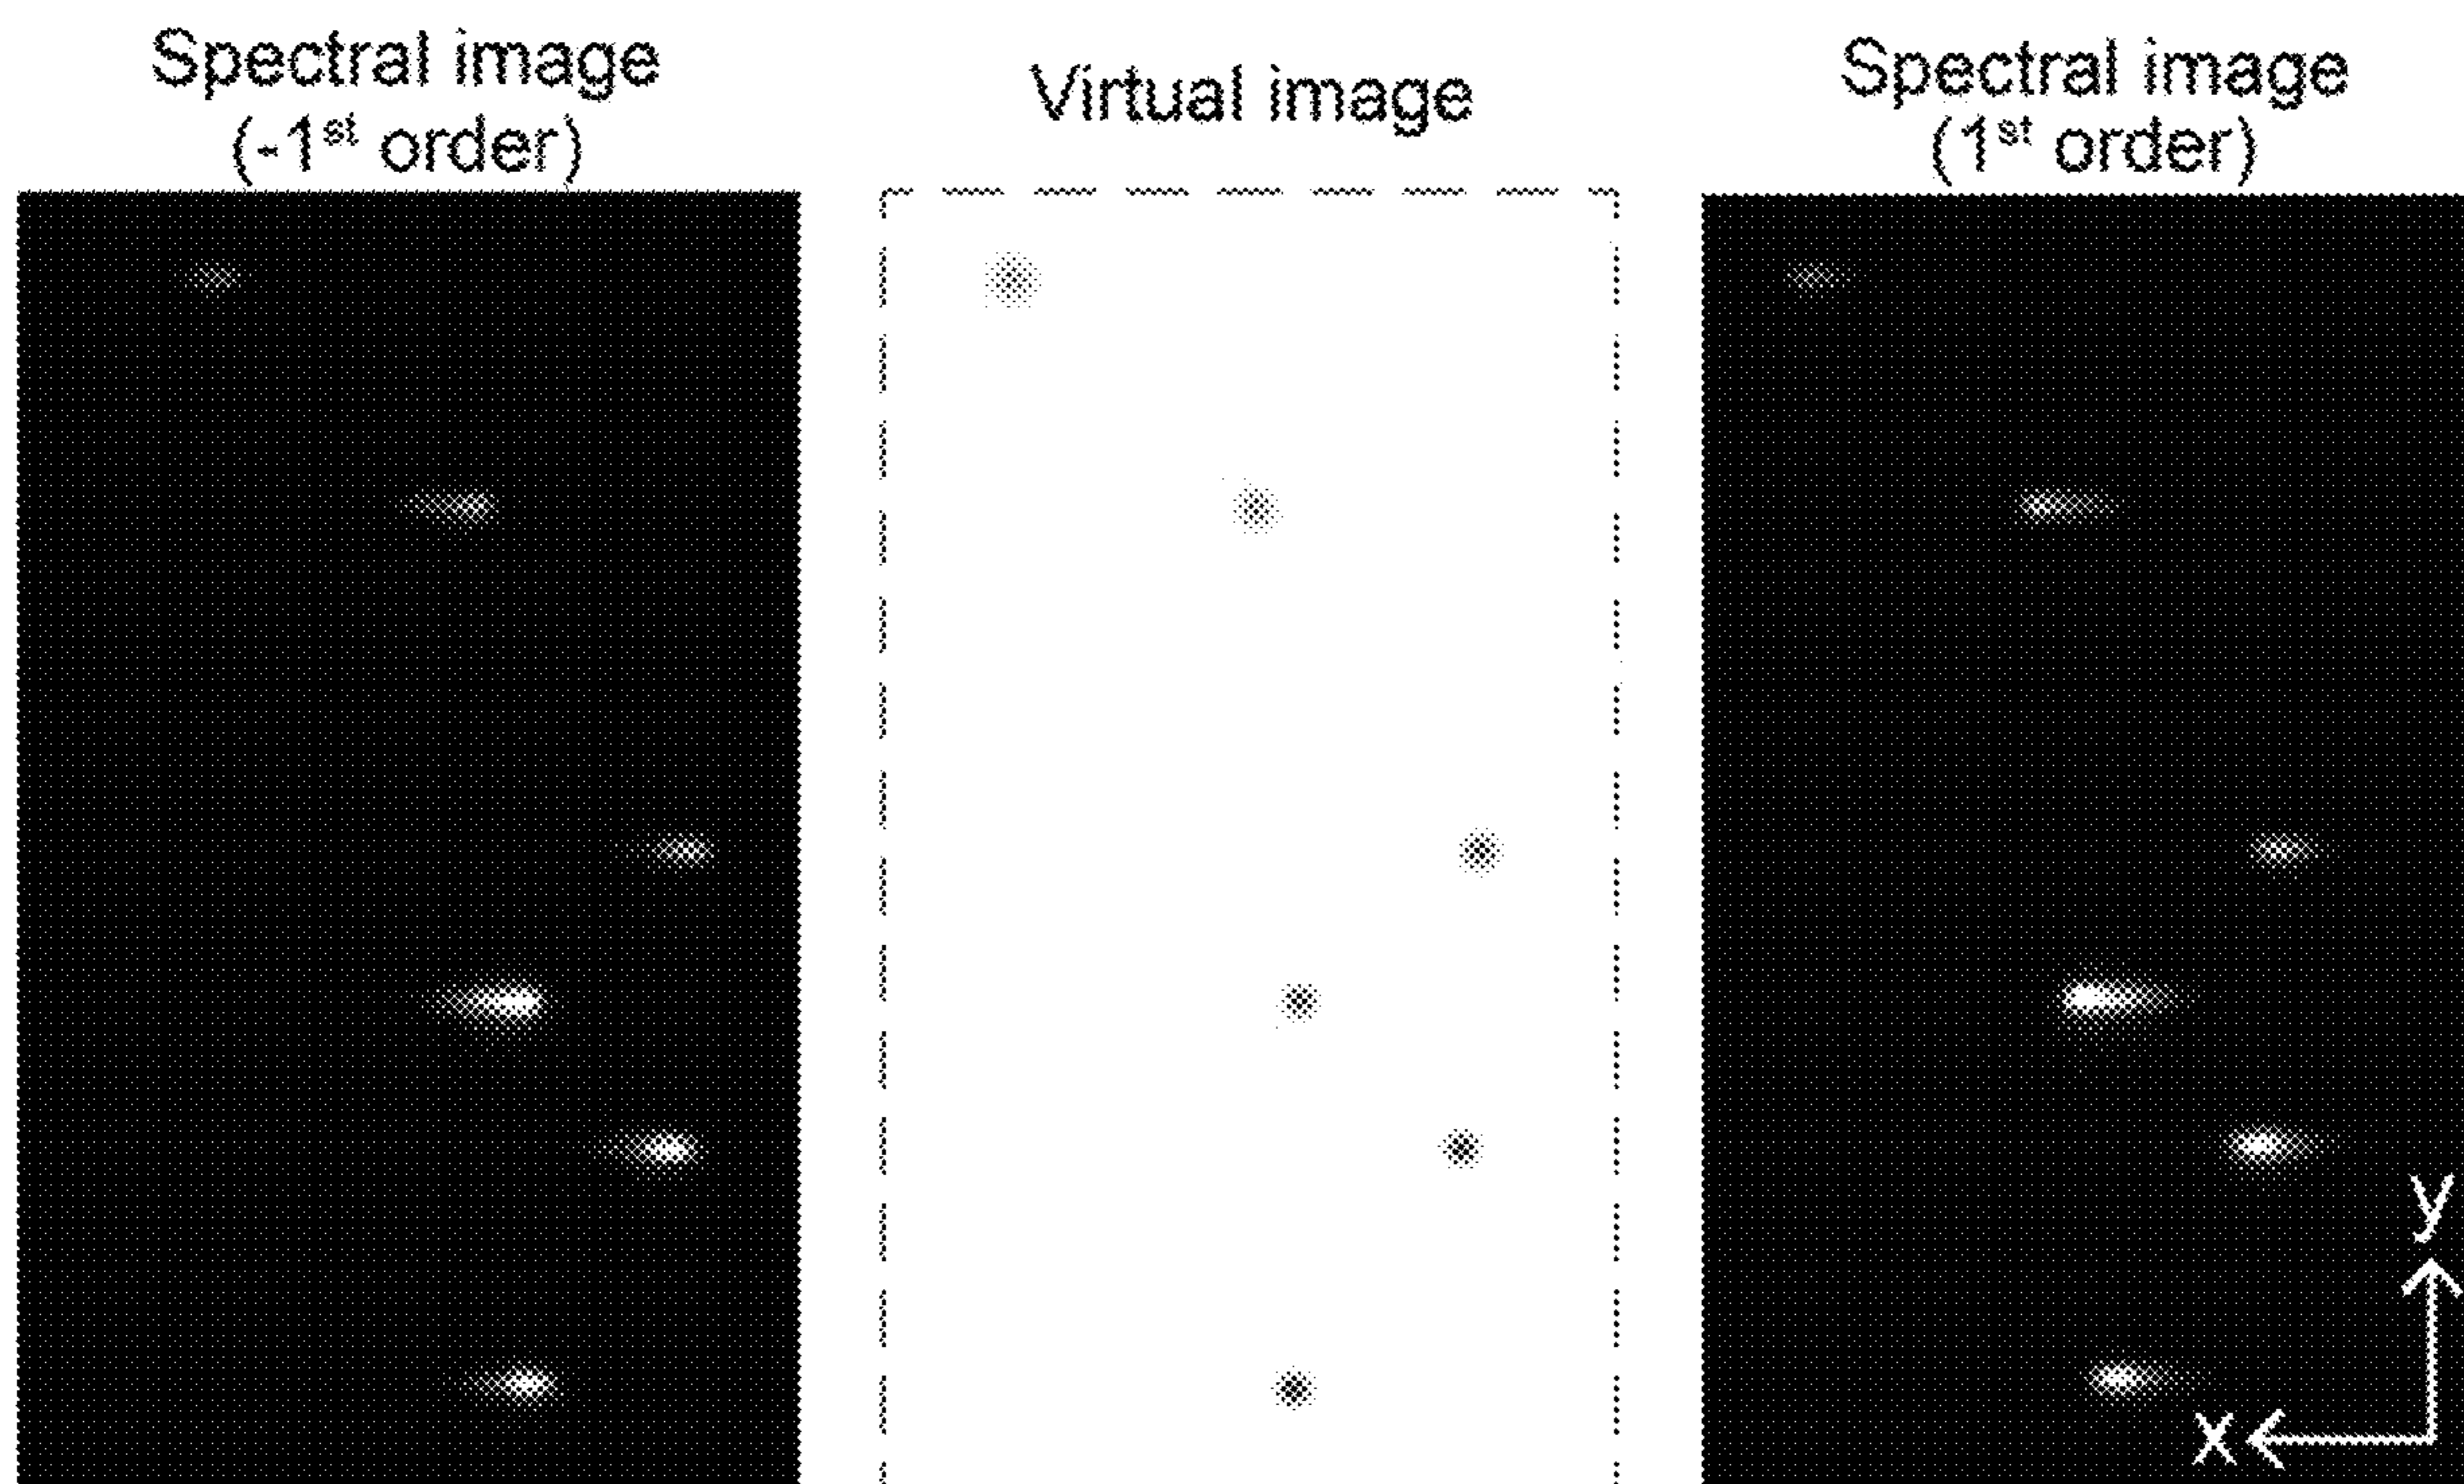 Spectral image
(-1st order)
Virtual image
Spectral image
(1st order)
y
x